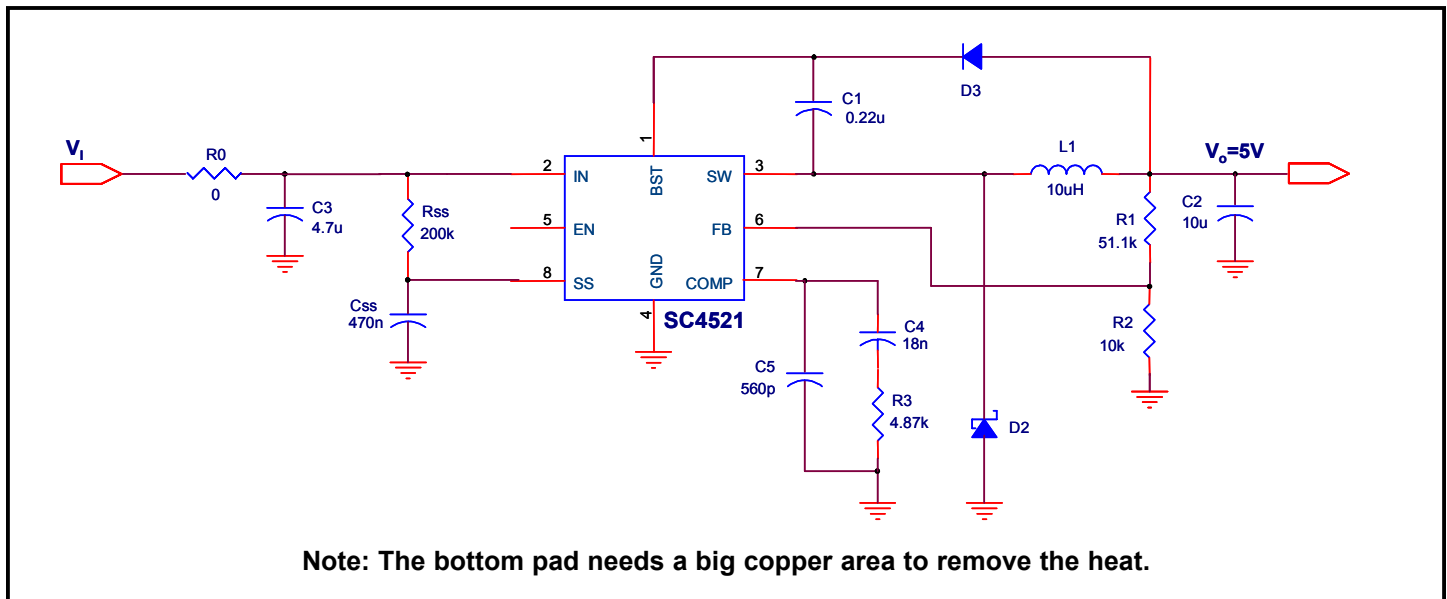 D3
C1
0.22u
VI
R0
0
C3
4.7u
Rss
200k
Css
470n
1
2
IN
BST
SW
3
5
EN
FB
6
8
SS
GND
COMP
7
4
SC4521
L1
10uH
Vo=5V
C2
10u
R1
51.1k
R2
10k
C4
18n
C5
560p
R3
4.87k
D2
Note: The bottom pad needs a big copper area to remove the heat.